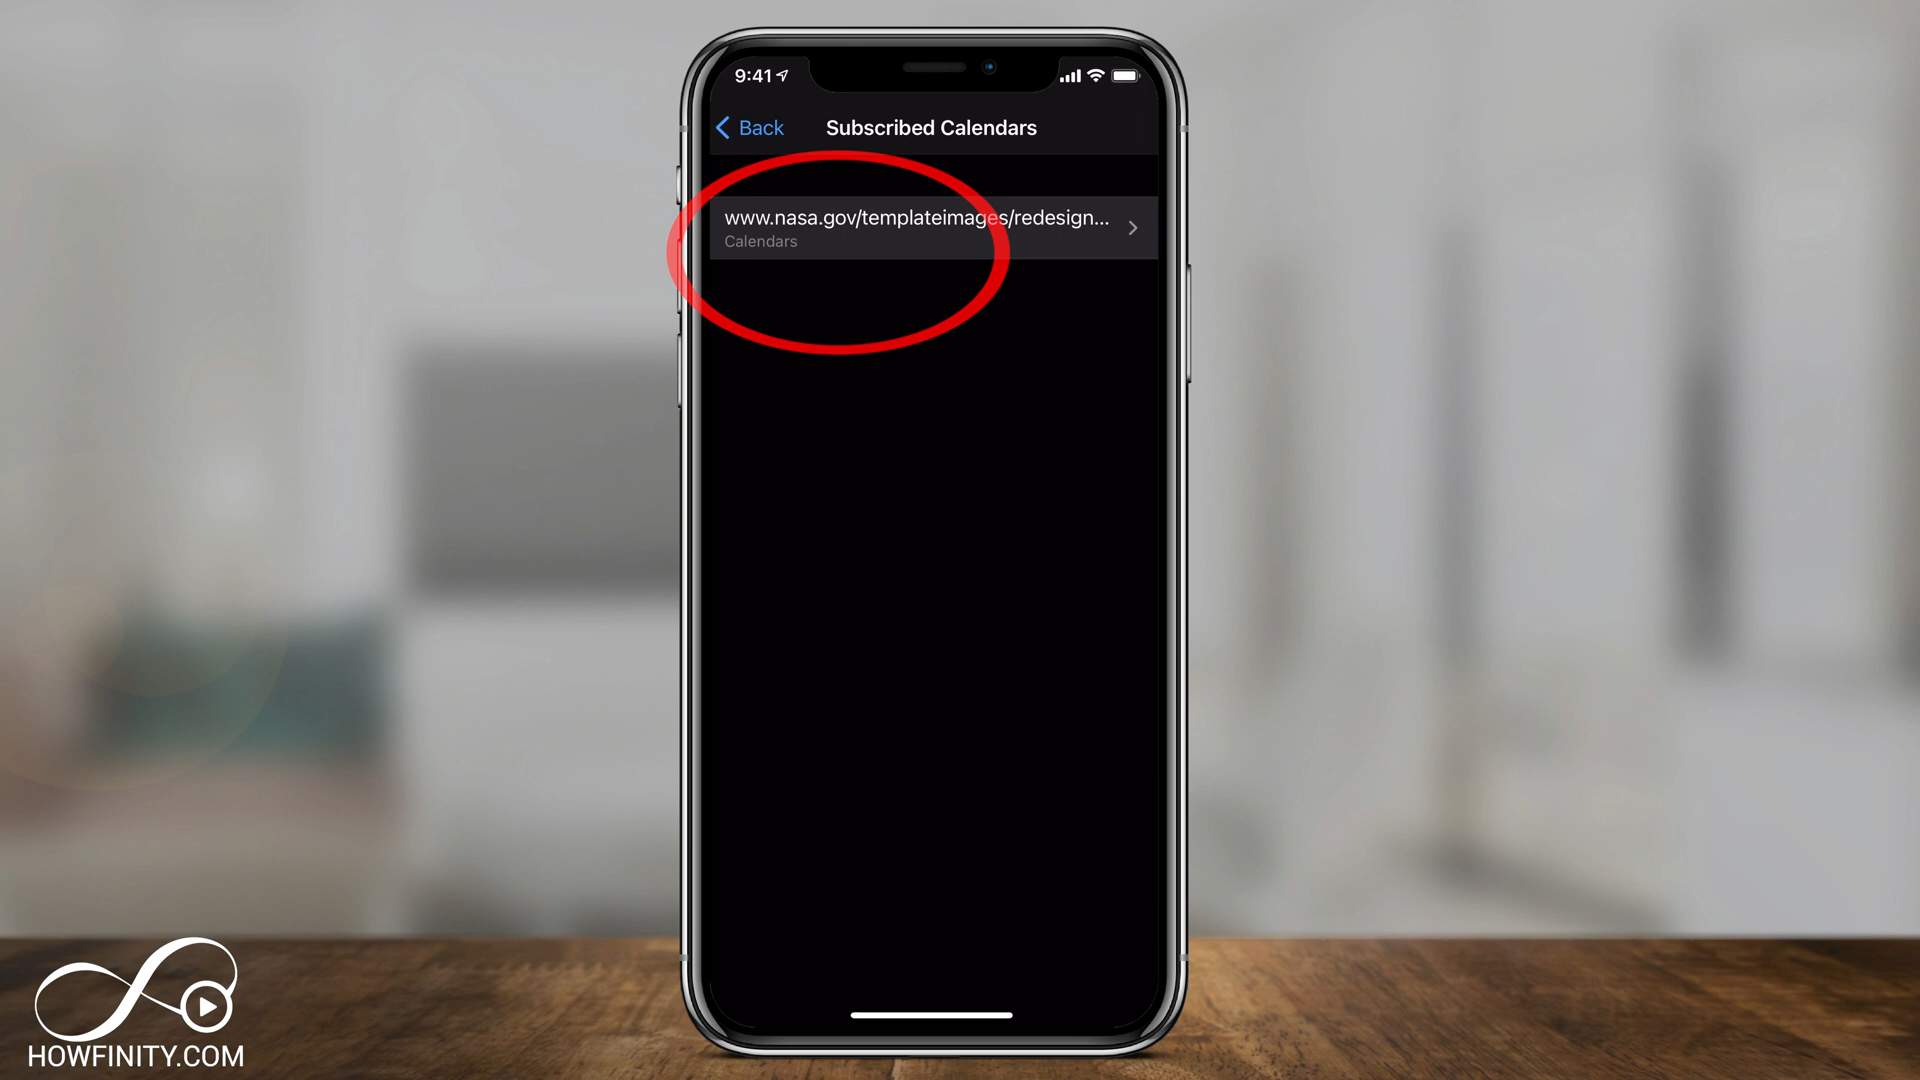 9:41
Back
Subscribed Calendars
www.nasa.gov/templateimages/redesign...
Calendars
HOWFINITY.COM